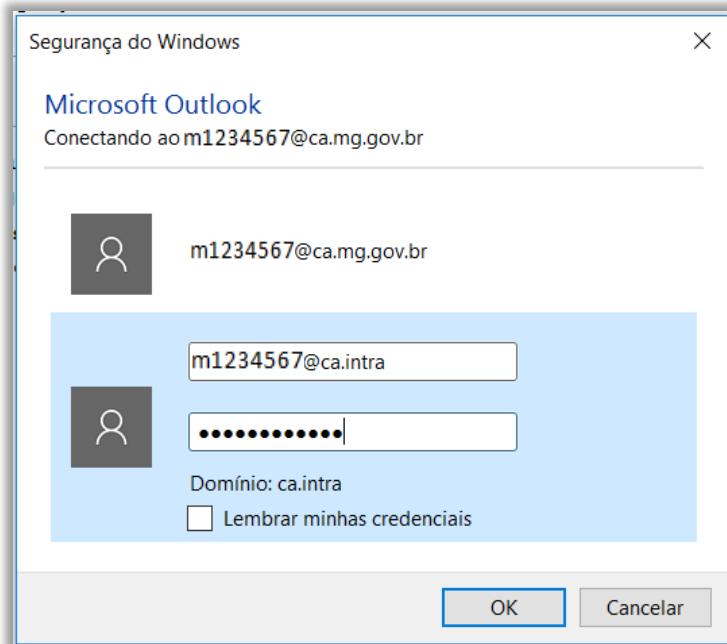 Segurança do Windows
Microsoft Outlook
Conectando ao m1234567@ca.mg.gov.br
m1234567@ca.mg.gov.br
m1234567@ca.intra
●●●●●●●●●●●●
Domínio: ca.intra
Lembrar minhas credenciais
OK Cancelar